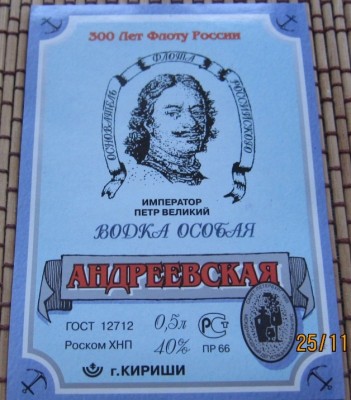 300 Лет Флоту России
ОСНОВАТЕЛЬ ФЛОТА РОССИЙСКОГО
ИМПЕРАТОР
ПЕТР ВЕЛИКИЙ
ВОДКА ОСОБАЯ
АНДРЕЕВСКАЯ
ГОСТ 12712 0,5л РСТ
Роском ХНП 40% ПР 66
г.КИРИШИ
25/11